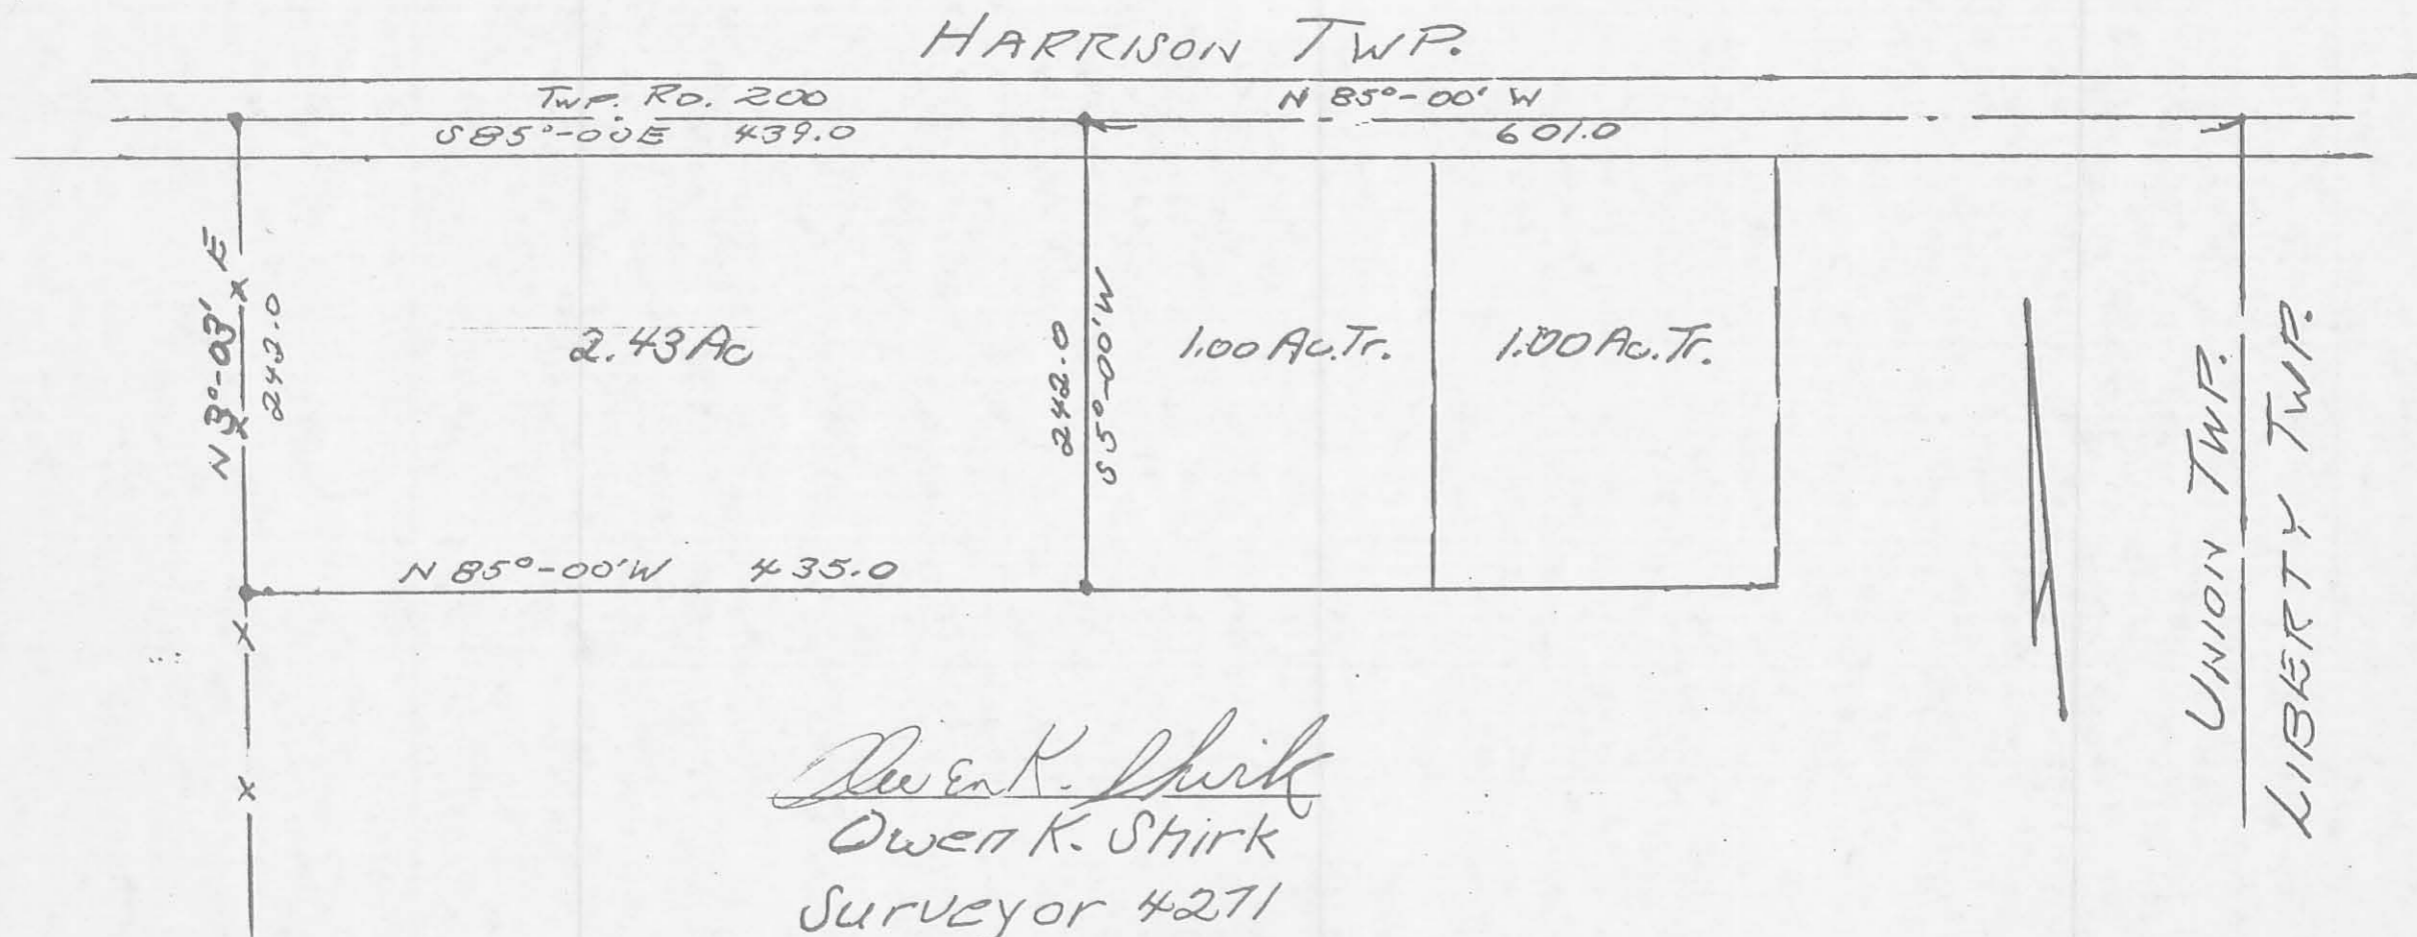 HARRISON TWP.
Twp. RD. 200
N 85°-00' W
S85°-00E 439.0
601.0
N 3°-03' E
243.0
2.43 Ac
242.0
S5°-00'W
1.00 Ac.Tr.
1.00 Ac.Tr.
UNION TWP.
LIBERTY TWP.
N 85°-00'W 435.0
Owen K. Shirk
Owen K. Shirk
Surveyor 4271